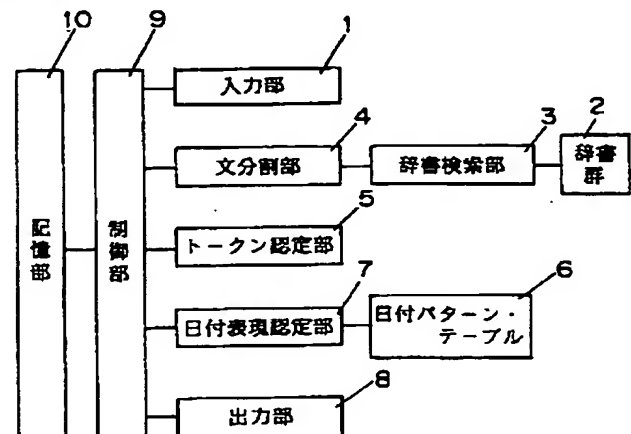 10
9
1
入力部
4
3
2
文分割部
辞書検索部
辞書
群
5
記憶部
制御部
トークン認定部
7
6
日付表現認定部
日付パターン・
テーブル
8
出力部